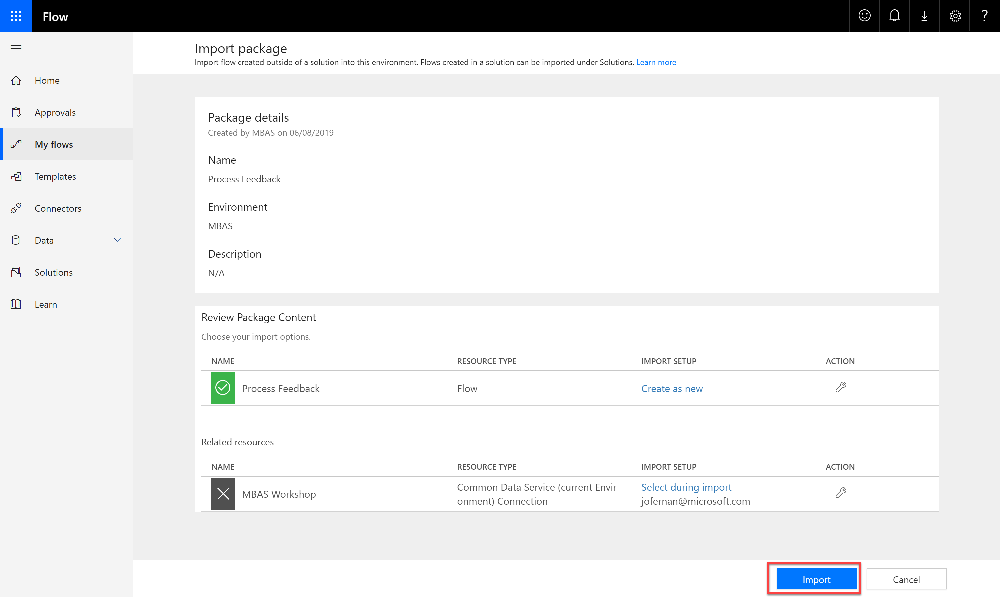 Flow
?
Import package
Import flow created outside of a solution into this environment. Flows created in a solution can be imported under Solutions. Learn more
Home
Approvals
My flows
Templates
Connectors
Data
Solutions
Learn
Package details
Created by MBAS on 06/08/2019
Name
Process Feedback
Environment
MBAS
Description
N/A
Review Package Content
Choose your import options.
NAME RESOURCE TYPE IMPORT SETUP ACTION
Process Feedback Flow Create as new
Related resources
NAME RESOURCE TYPE IMPORT SETUP ACTION
MBAS Workshop
Common Data Service (current Envir
onment) Connection
Select during import
jofernan@microsoft.com
Import Cancel